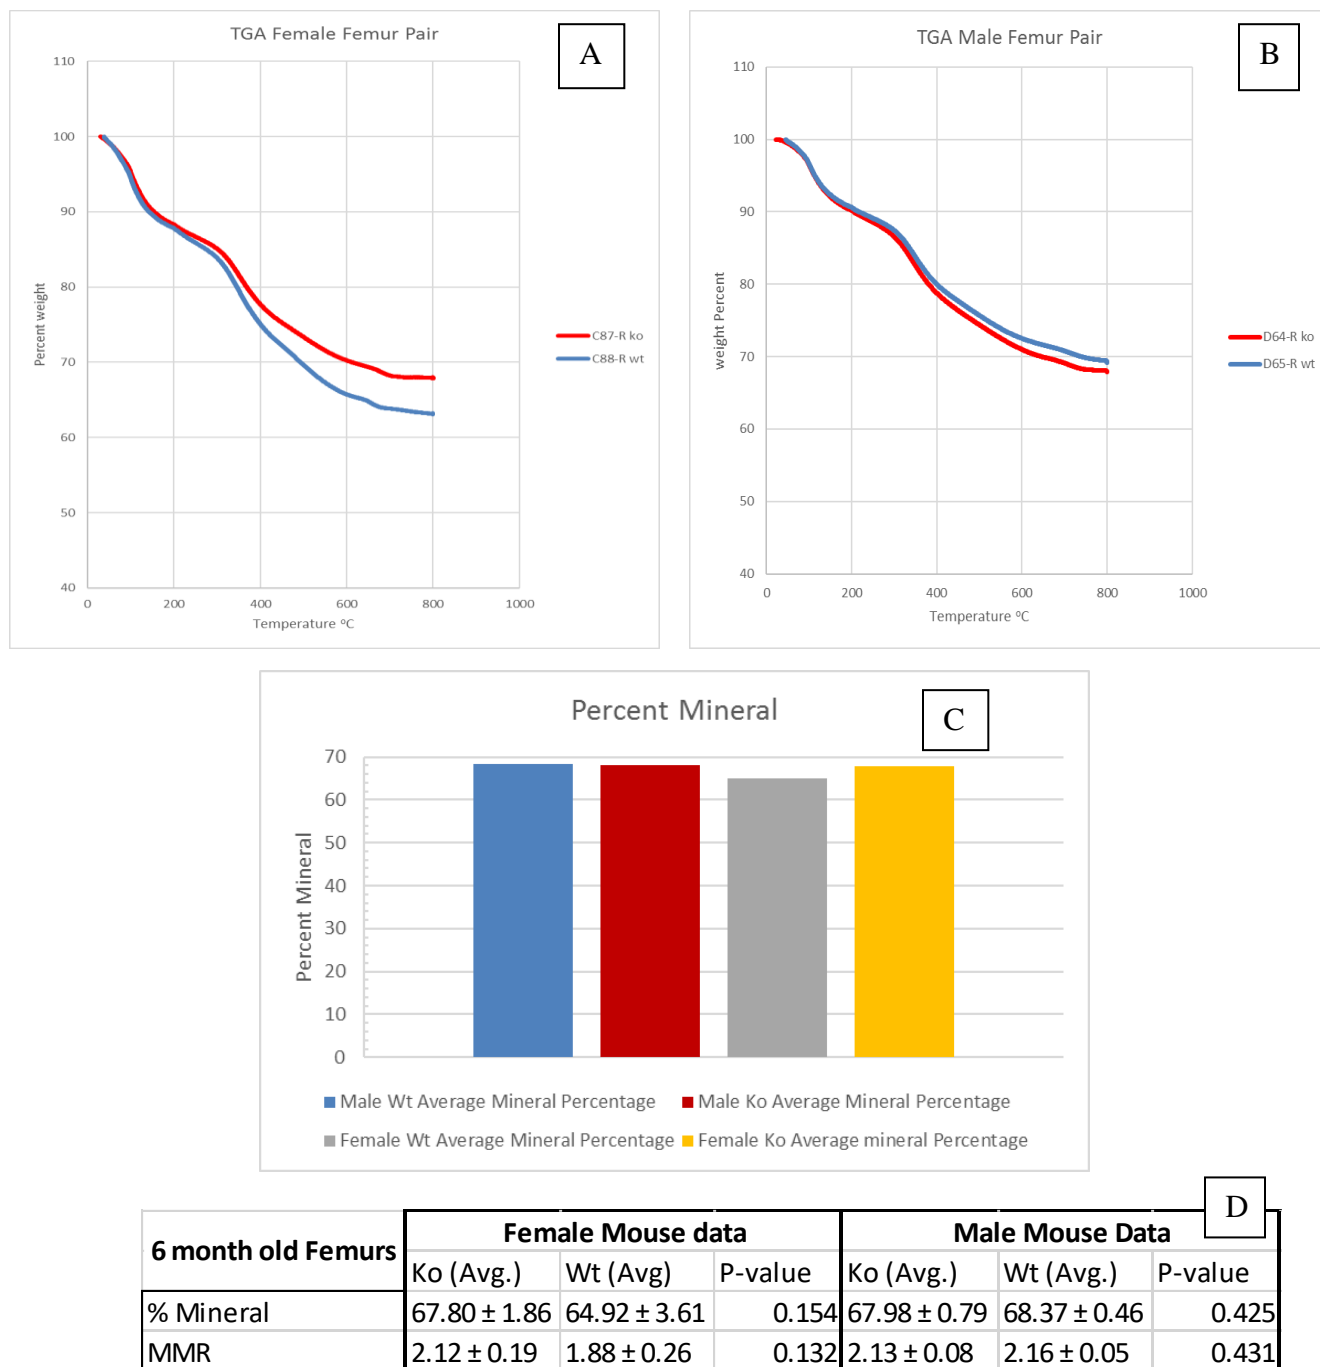 TGA Female Femur Pair
A
110
100
90
80
70
60
50
40
Percent weight
0 200 400 600 800 1000
Temperature ºC
C87-R ko
C88-R wt
TGA Male Femur Pair
B
110
100
90
80
70
60
50
40
weight Percent
0 200 400 600 800 1000
Temperature ºC
D64-R ko
D65-R wt
Percent Mineral
C
70
60
50
40
30
20
10
0
Percent Mineral
Male Wt Average Mineral Percentage Male Ko Average Mineral Percentage
Female Wt Average Mineral Percentage Female Ko Average mineral Percentage
D
6 month old Femurs Female Mouse data Male Mouse Data
Ko (Avg.) Wt (Avg) P-value Ko (Avg.) Wt (Avg.) P-value
% Mineral 67.80 ± 1.86 64.92 ± 3.61 0.154 67.98 ± 0.79 68.37 ± 0.46 0.425
MMR 2.12 ± 0.19 1.88 ± 0.26 0.132 2.13 ± 0.08 2.16 ± 0.05 0.431